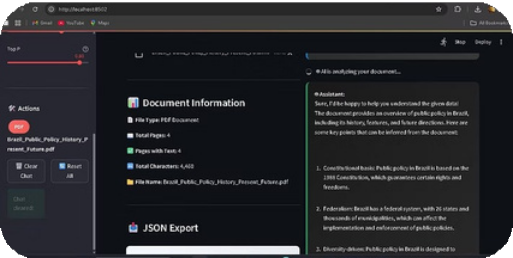 http://localhost:8502
Gmail
YouTube
Maps
All Bookmarks
Stop
Deploy
Top P
AI is analyzing your document...
Actions
PDF
Brazil_Public_Policy_History_P
resent_Future.pdf
Clear
Chat
Reset
All
Chat
cleared!
Document Information
File Type: PDF Document
Total Pages: 4
Pages with Text: 4
Total Characters: 4,460
File Name: Brazil_Public_Policy_History_Present_Future.pdf
JSON Export
Assistant:
Sure, I'd be happy to help you understand the given data!
The document provides an overview of public policy in Brazil,
including its history, features, and future directions. Here are
some key points that can be inferred from the document:
1. Constitutional basis: Public policy in Brazil is based on the
1988 Constitution, which guarantees certain rights and
freedoms.
2. Federalism: Brazil has a federal system, with 26 states and
thousands of municipalities, which can affect the
implementation and enforcement of public policies.
3. Diversity-driven: Public policy in Brazil is designed to